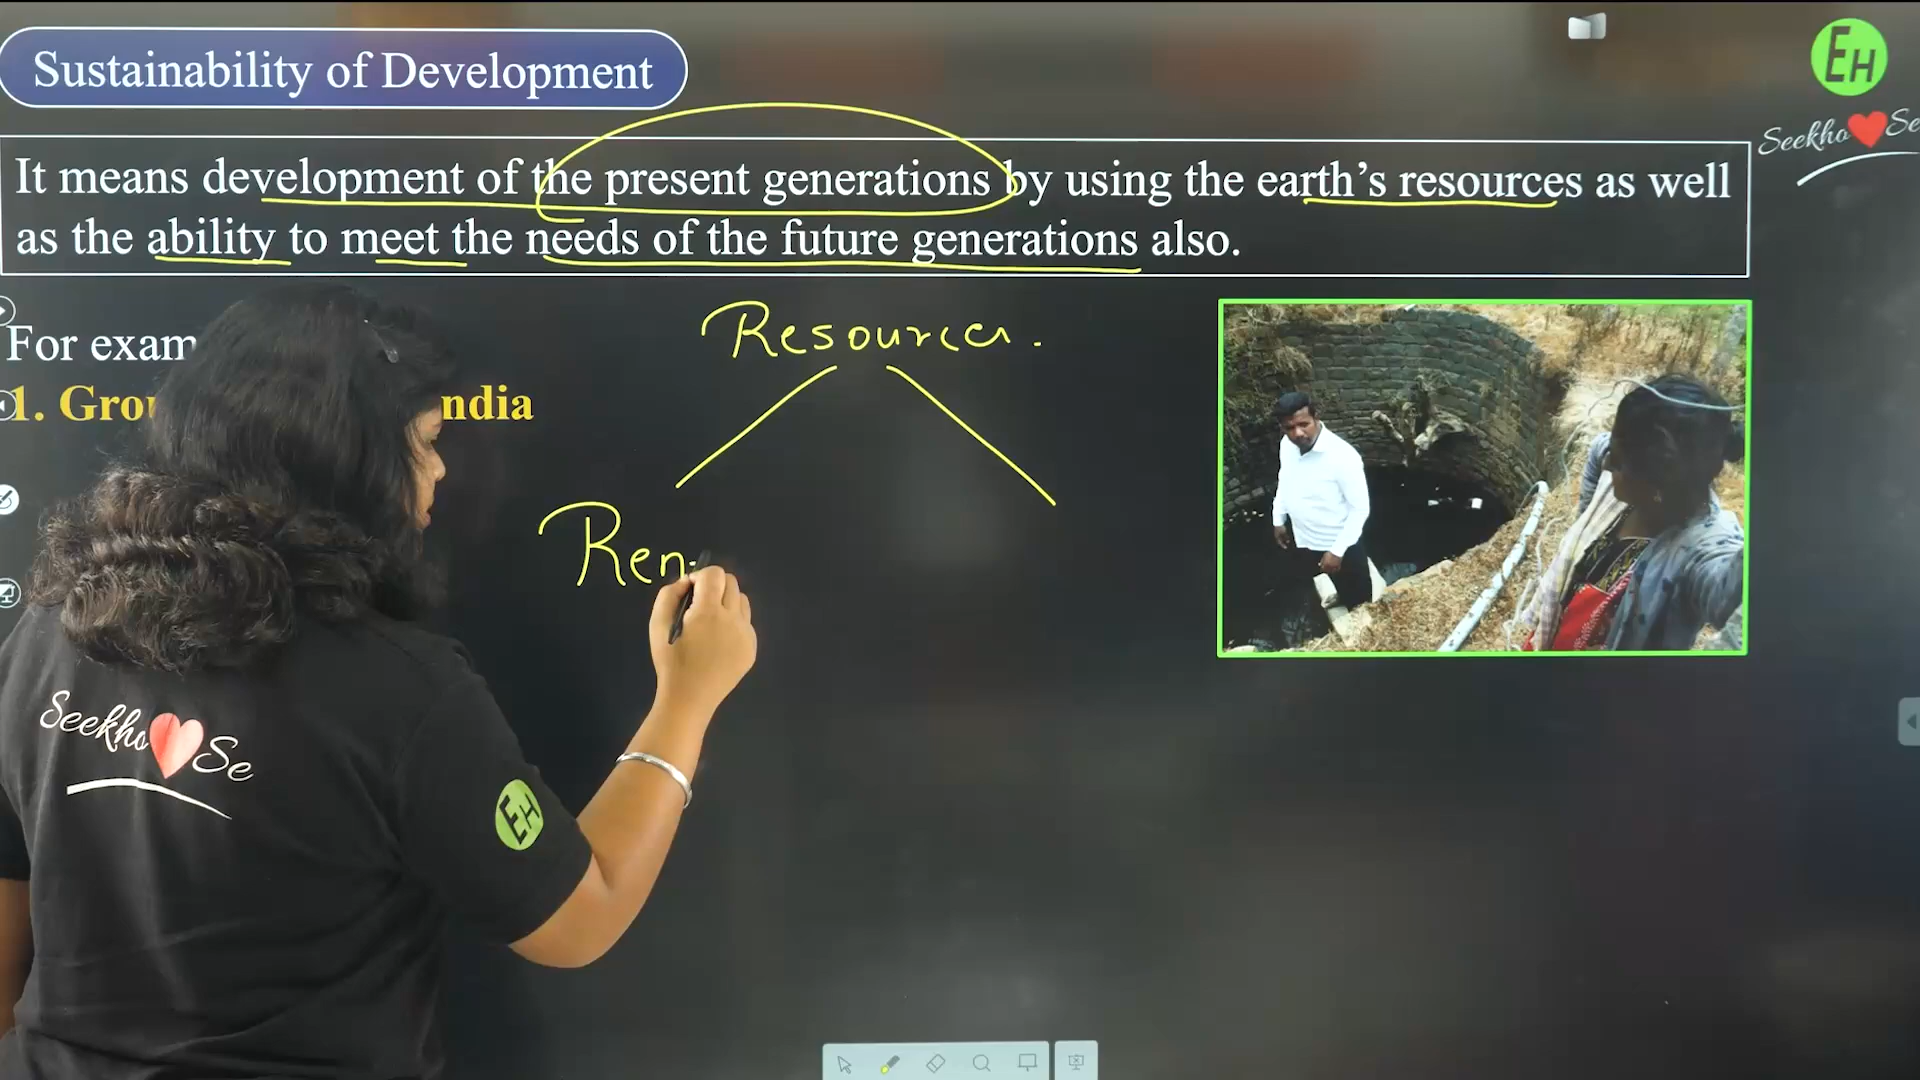 Sustainability of Development
EH
Seekho Se
It means development of the present generations by using the earth's resources as well
as the ability to meet the needs of the future generations also.
For exam
Resources.
1. Grou ndia
Ren
Seekho Se
EH